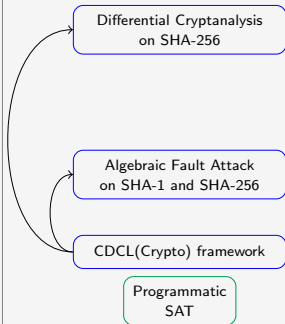 Differential Cryptanalysis
on SHA-256
Algebraic Fault Attack
on SHA-1 and SHA-256
CDCL(Crypto) framework
Programmatic
SAT